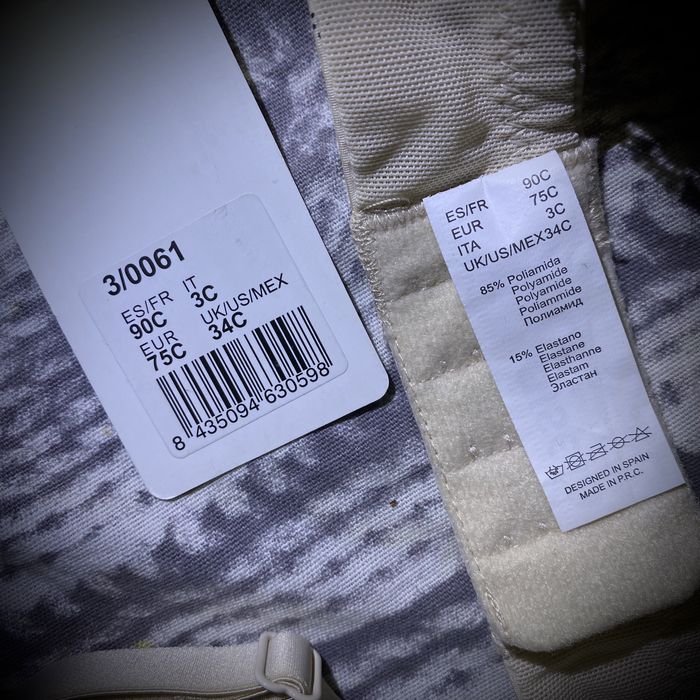 3/0061
ES/FR IT
90C 3C
EUR UK/US/MEX
75C 34C
8 435094 630598
ES/FR 90C
EUR 75C
ITA 3C
UK/US/MEX34C
85% Poliamida
Polyamide
Polyamide
Poliammide
Полиамид
15% Elastano
Elastane
Elasthanne
Elastam
Эластан
DESIGNED IN SPAIN
MADE IN P.R.C.